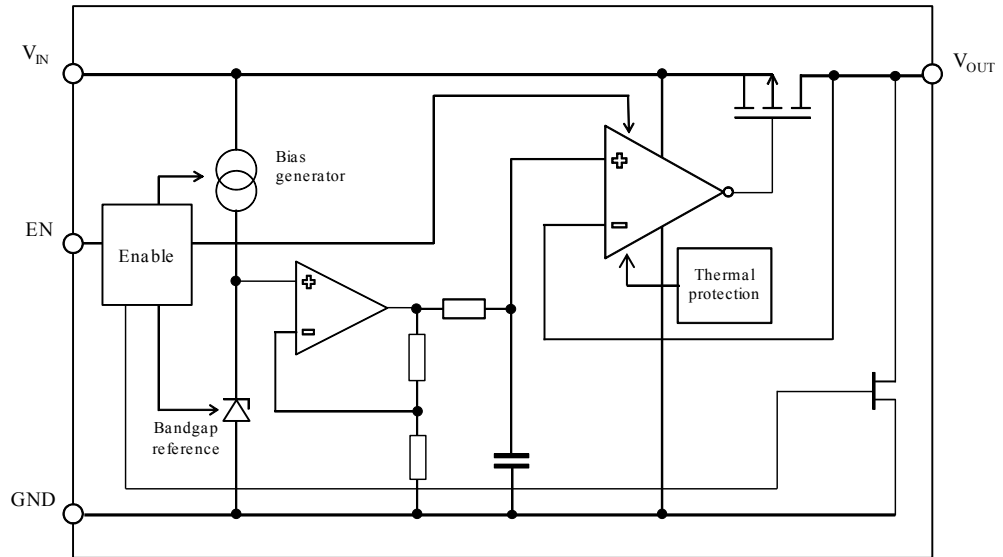 VIN
VOUT
Bias
generator
EN
Enable
Thermal
protection
Bandgap
reference
GND